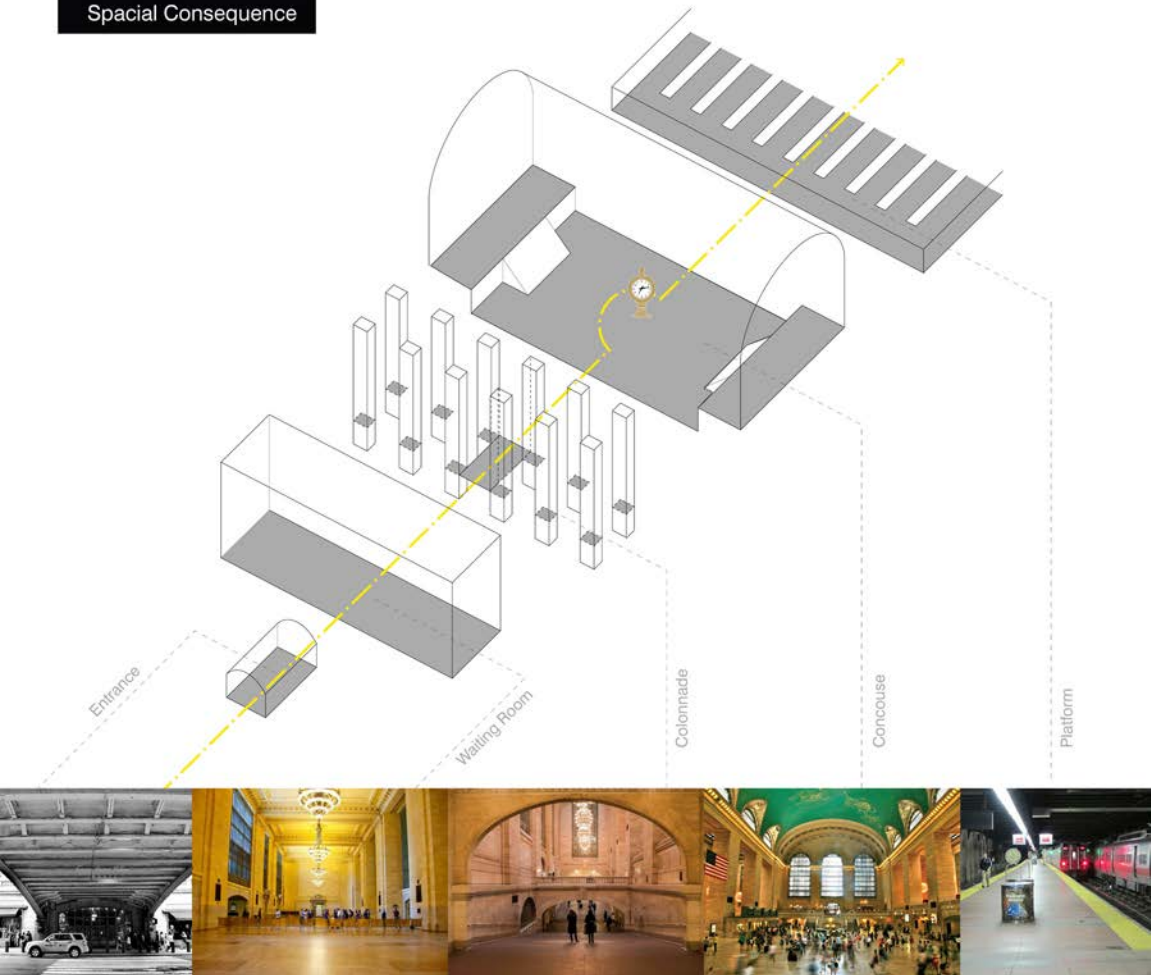 Spacial Consequence
Entrance
Waiting Room
Colonnade
Concouse
Platform